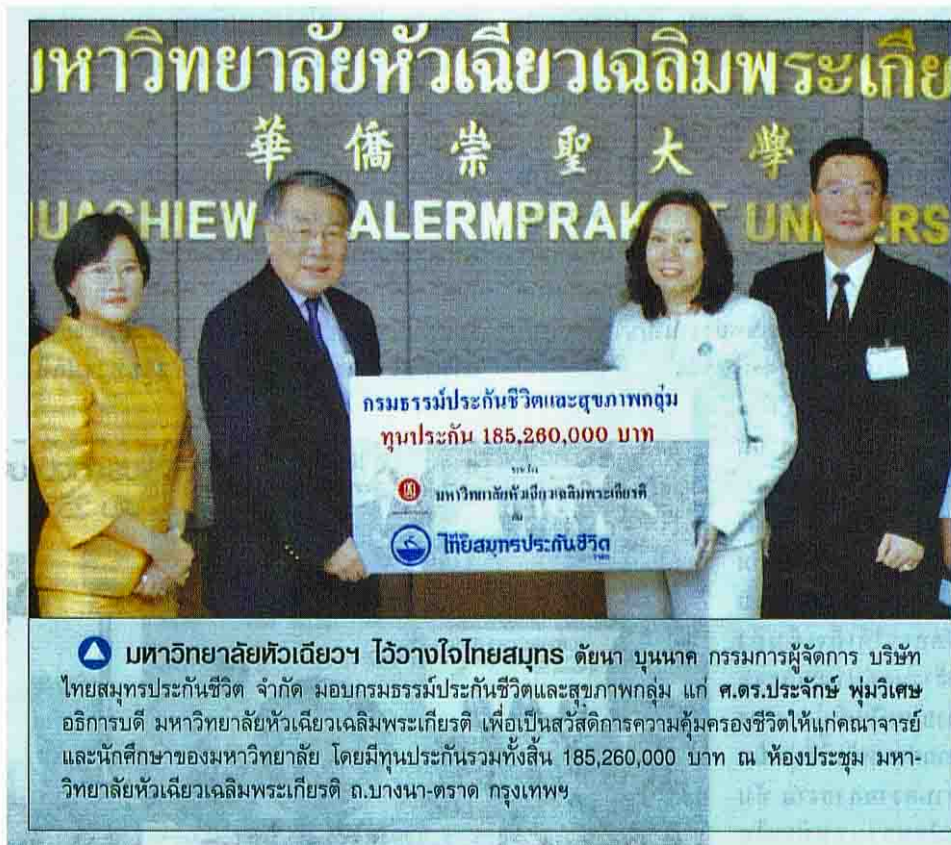 มหาวิทยาลัยหัวเฉียวเฉลิมพระเกีย
華僑崇聖大學
UACHIEW ALERMPRAK T UN ERS
กรมธรรม์ประกันชีวิตและสุขภาพกลุ่ม
ทุนประกัน 185,260,000 บาท
ระหว่าง
มหาวิทยาลัยหัวเฉียวเฉลิมพระเกียรติ
กับ
ไทยสมุทรประกันชีวิต
มหาวิทยาลัยหัวเฉียวฯ ไว้วางใจไทยสมุทร ดัยนา บุนนาค กรรมการผู้จัดการ บริษัท
ไทยสมุทรประกันชีวิต จำกัด มอบกรมธรรม์ประกันชีวิตและสุขภาพกลุ่ม แก่ ศ.ดร.ประจักษ์ พุ่มวิเศษ
อธิการบดี มหาวิทยาลัยหัวเฉียวเฉลิมพระเกียรติ เพื่อเป็นสวัสดิการความคุ้มครองชีวิตให้แก่คณาจารย์
และนักศึกษาของมหาวิทยาลัย โดยมีทุนประกันรวมทั้งสิ้น 185,260,000 บาท ณ ห้องประชุม มหา-
วิทยาลัยหัวเฉียวเฉลิมพระเกียรติ ถ.บางนา-ตราด กรุงเทพฯ